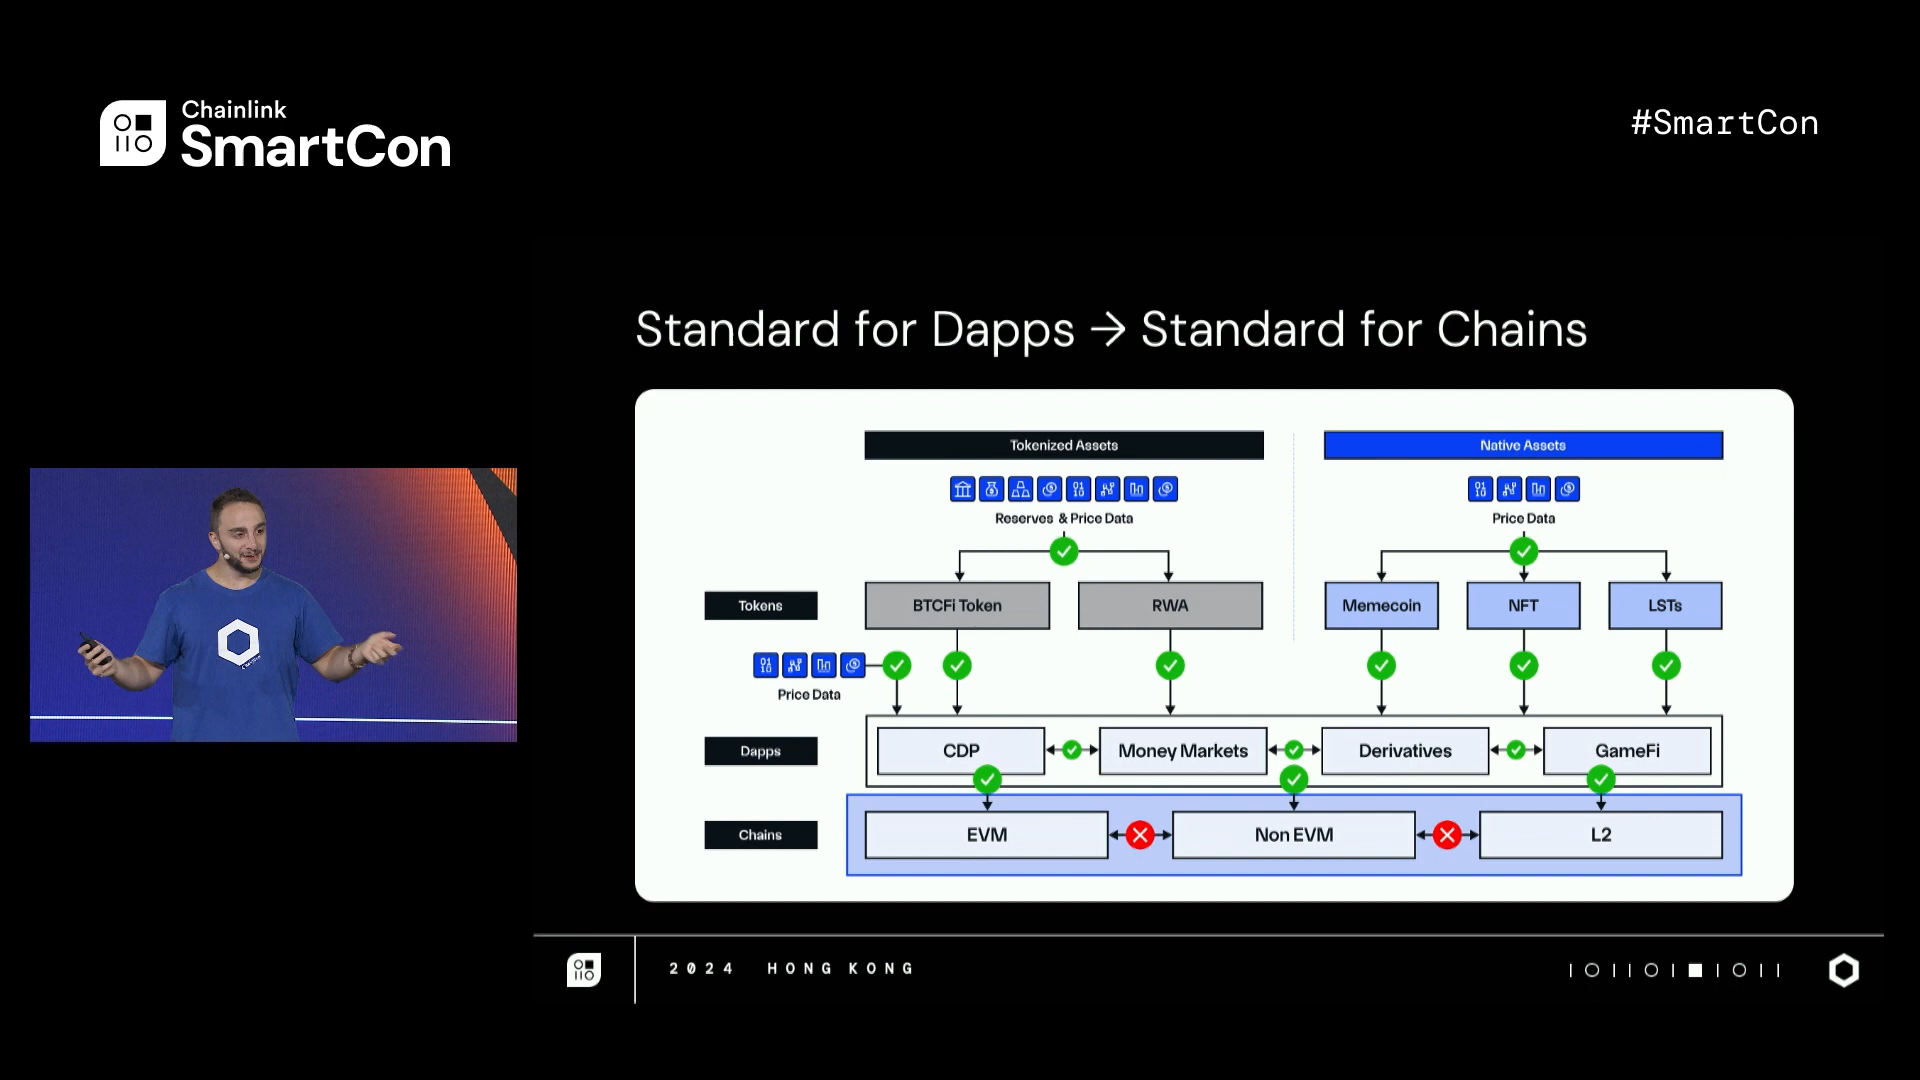 Chainlink
SmartCon
#SmartCon
Standard for Dapps → Standard for Chains
Tokenized Assets
Native Assets
Reserves & Price Data
Price Data
Tokens
BTCFi Token
RWA
Memecoin
NFT
LSTs
Price Data
Dapps
CDP
Money Markets
Derivatives
GameFi
Chains
EVM
Non EVM
L2
2024 HONG KONG